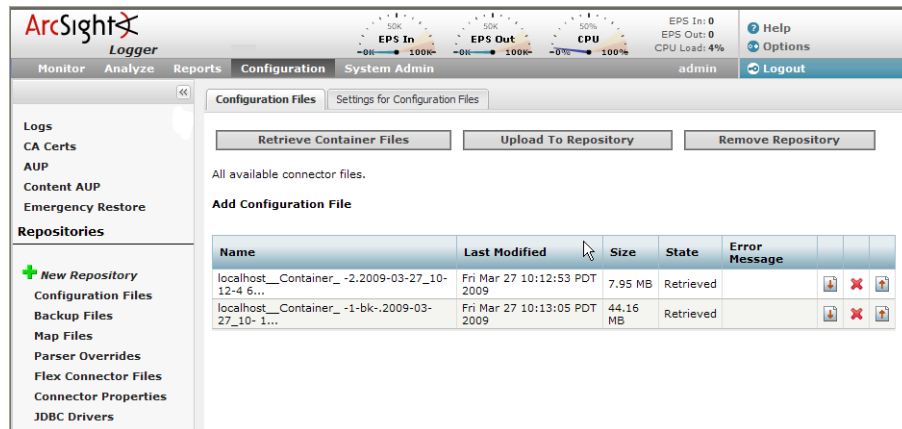 ArcSight
Logger
50K
EPS In
0K 100K
50K
EPS Out
0K 100K
50%
CPU
0% 100%
EPS In: 0
EPS Out: 0
CPU Load: 4%
Help
Options
Monitor Analyze Reports Configuration System Admin admin Logout
Configuration Files Settings for Configuration Files
Logs
CA Certs
AUP
Content AUP
Emergency Restore
Repositories
New Repository
Configuration Files
Backup Files
Map Files
Parser Overrides
Flex Connector Files
Connector Properties
JDBC Drivers
Retrieve Container Files Upload To Repository Remove Repository
All available connector files.
Add Configuration File
Name Last Modified Size State Error Message
localhost__Container_ -2.2009-03-27_10-
12-4 6...
Fri Mar 27 10:12:53 PDT
2009
7.95 MB Retrieved
localhost__Container_ -1-bk-.2009-03-
27_10- 1...
Fri Mar 27 10:13:05 PDT
2009
44.16
MB
Retrieved